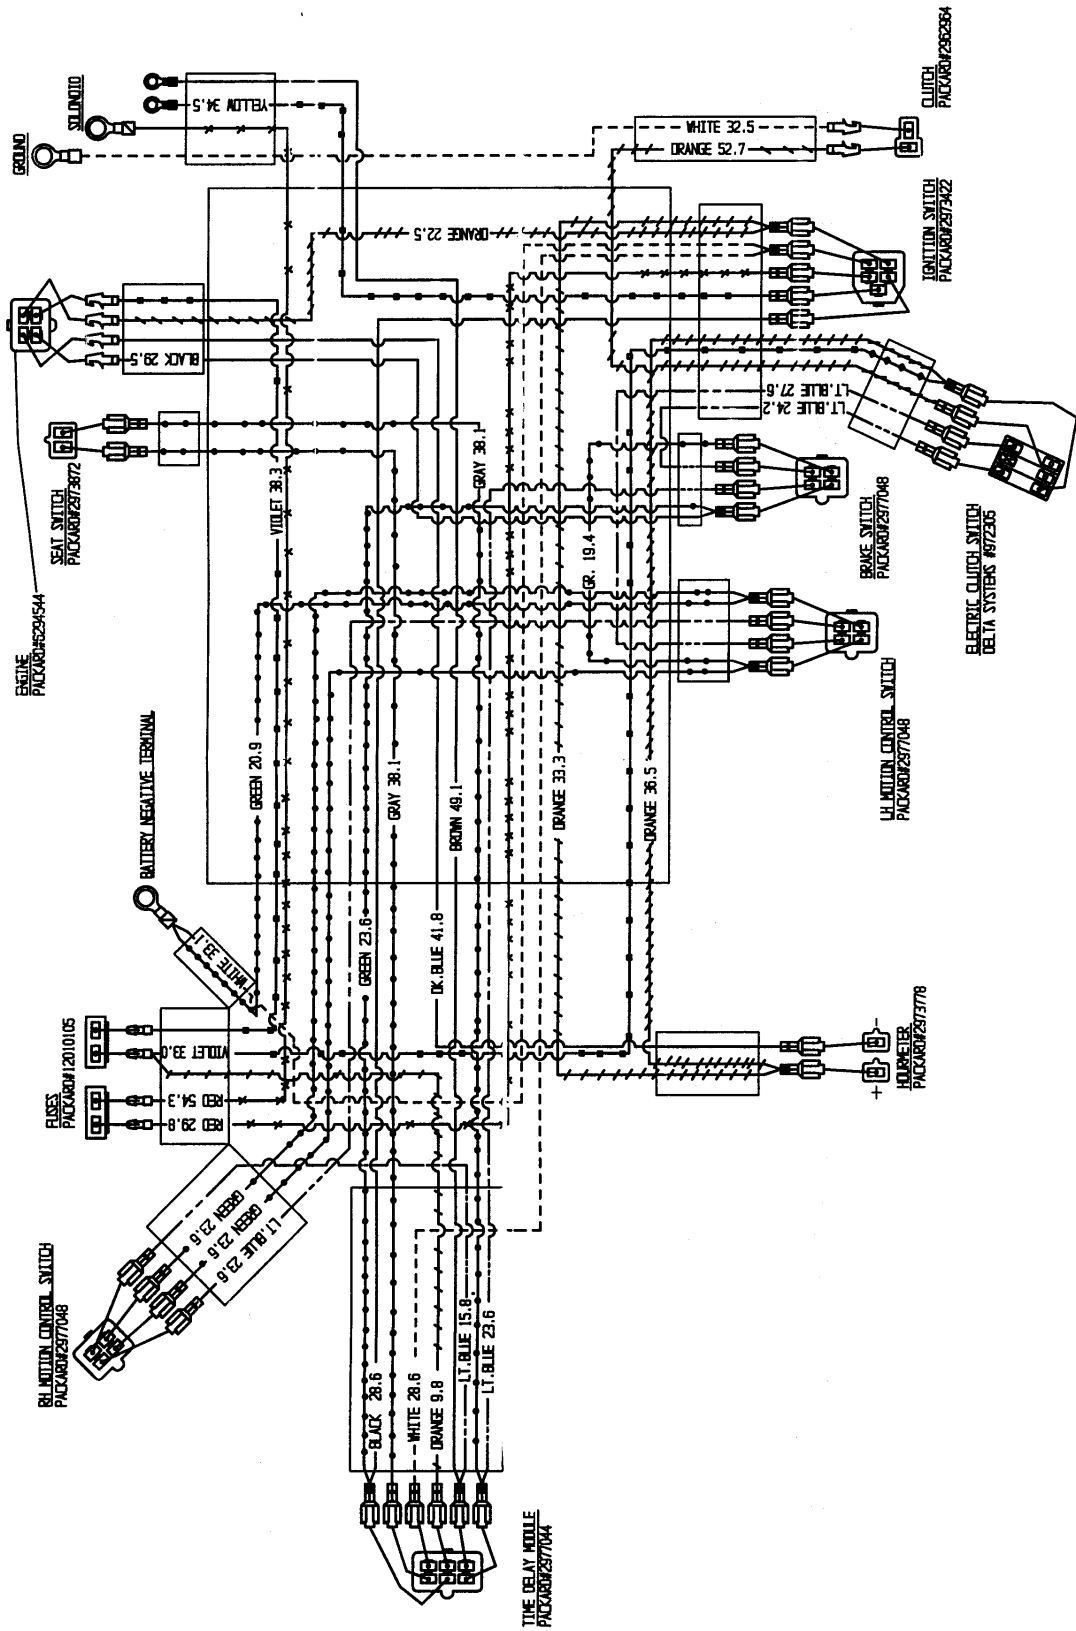 GROUND
SOLONOID
YELLOW 34.5
WHITE 32.5
ORANGE 52.7
CLUTCH
PACKARD#2962964
IGNITION SWITCH
PACKARD#2973422
ORANGE 22.5
BLACK 29.5
ENGINE
PACKARD#6294544
SEAT SWITCH
PACKARD#2973872
VIOLET 38.3
GRAY 38.1
LT.BLUE 27.6
LT.BLUE 24.2
GR. 19.4
BRAKE SWITCH
PACKARD#2977048
ELECTRIC CLUTCH SWITCH
DELTA SYSTEMS #972305
LH MOTION CONTROL SWITCH
PACKARD#2977048
BATTERY NEGATIVE TERMINAL
WHITE 33.1
GREEN 20.9
GRAY 38.1
BROWN 49.1
ORANGE 33.3
ORANGE 36.5
GREEN 23.6
DK.BLUE 41.8
FUSES
PACKARD#12010105
VIOLET 33.0
RED 54.3
RED 29.8
HOURMETER
PACKARD#2973778
+
-
RH MOTION CONTROL SWITCH
PACKARD#2977048
GREEN 23.6
GREEN 23.6
LT.BLUE 23.6
BLACK 28.6
WHITE 28.6
ORANGE 9.8
LT.BLUE 15.8
LT.BLUE 23.6
TIME DELAY MODULE
PACKARD#2977044